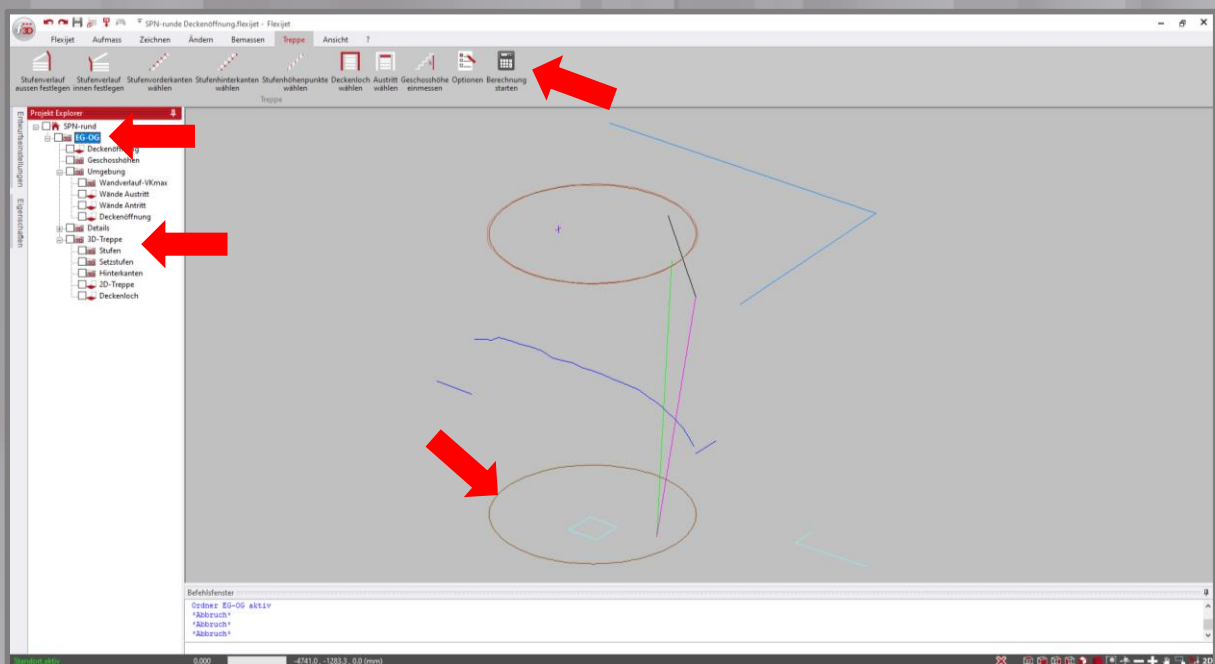 SPN-runde Deckenöffnung.flexijet - Flexijet
Flexijet Aufmass Zeichnen Ändern Bemassen Treppe Ansicht ?
Stufenverlauf aussen festlegen
Stufenverlauf innen festlegen
Stufenvorderkanten wählen
Stufenhinterkanten wählen
Stufenhöhenpunkte wählen
Deckenloch wählen
Austritt wählen
Geschosshöhe einmessen
Optionen
Berechnung starten
Treppe
Entwurfseinstellungen
Eigenschaften
Projekt Explorer
SPN-rund
EG-OG
Geschosshöhen
Umgebung
Wandverlauf-VKmax
Wände Austritt
Wände Antritt
Deckenöffnung
Details
3D-Treppe
Stufen
Setzstufen
Hinterkanten
2D-Treppe
Deckenloch
Befehlsfenster
Ordner EG-OG aktiv
*Abbruch*
*Abbruch*
*Abbruch*
Standort aktiv 0.000 -4741.0 , -1283.3 , 0.0 (mm) 2D